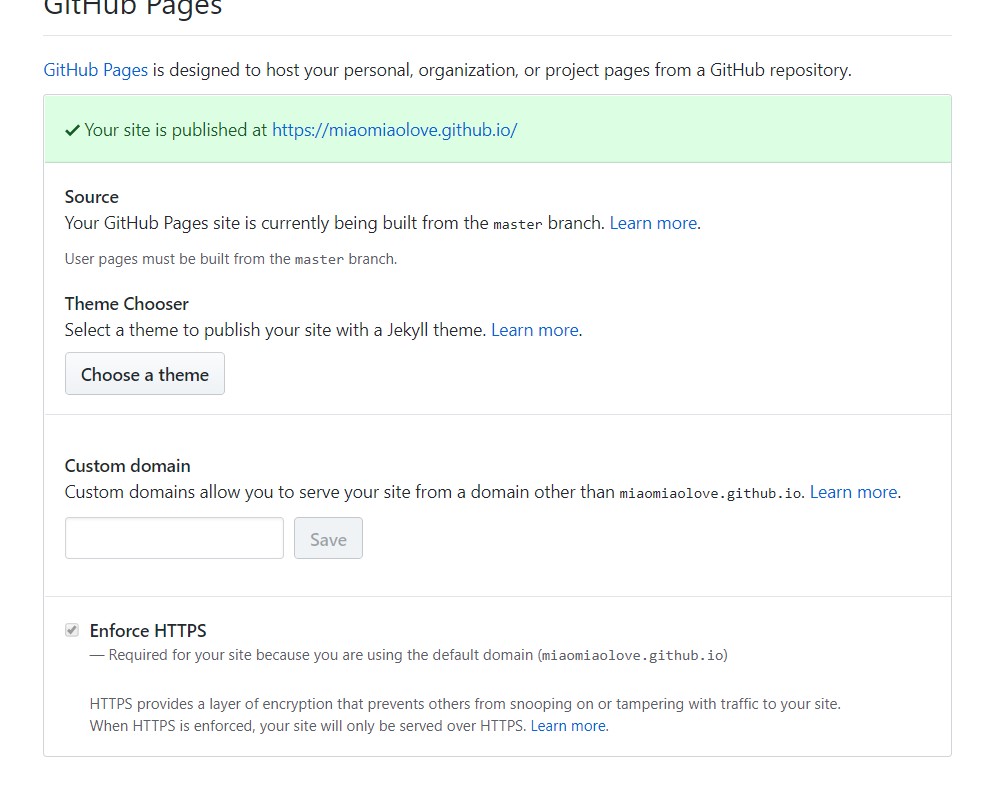 GitHub Pages
GitHub Pages is designed to host your personal, organization, or project pages from a GitHub repository.
Your site is published at https://miaomiaolove.github.io/
Source
Your GitHub Pages site is currently being built from the master branch. Learn more.
User pages must be built from the master branch.
Theme Chooser
Select a theme to publish your site with a Jekyll theme. Learn more.
Choose a theme
Custom domain
Custom domains allow you to serve your site from a domain other than miaomiaolove.github.io. Learn more.
Save
Enforce HTTPS
— Required for your site because you are using the default domain (miaomiaolove.github.io)
HTTPS provides a layer of encryption that prevents others from snooping on or tampering with traffic to your site.
When HTTPS is enforced, your site will only be served over HTTPS. Learn more.